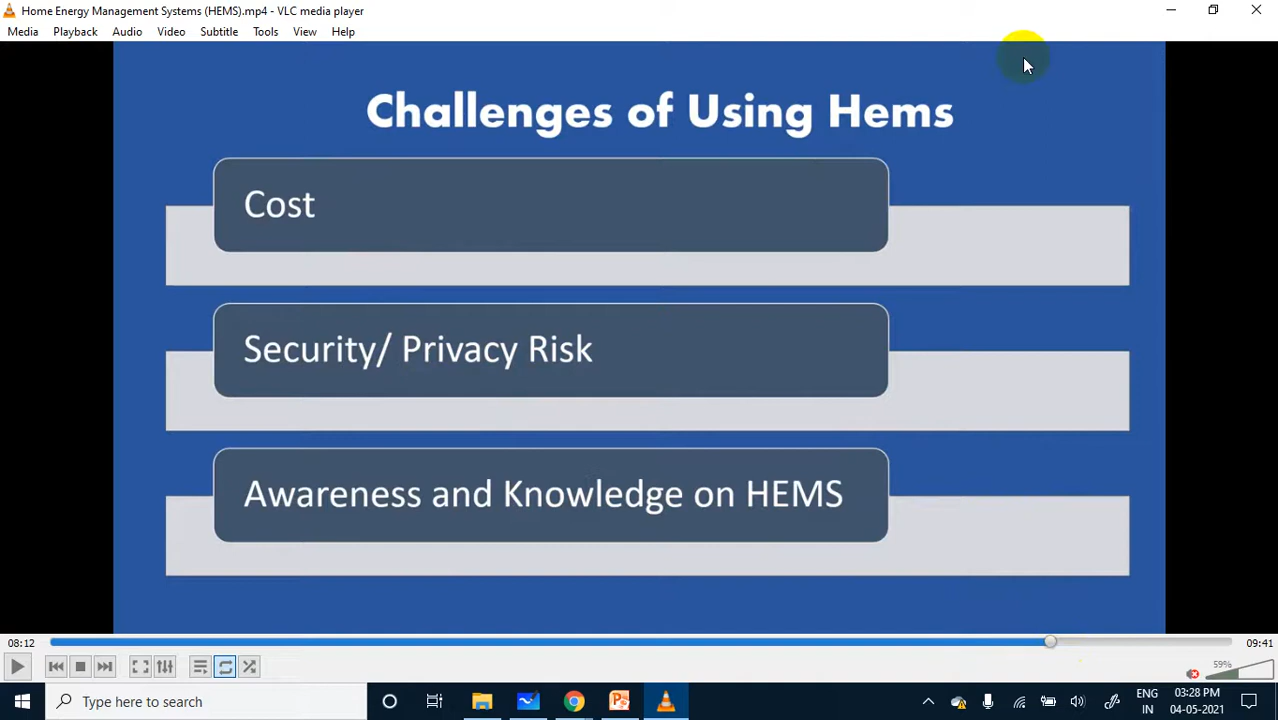 Home Energy Management Systems (HEMS).mp4 - VLC media player
Media Playback Audio Video Subtitle Tools View Help
Challenges of Using Hems
Cost
Security/ Privacy Risk
Awareness and Knowledge on HEMS
08:12
09:41
59%
Type here to search
ENG
IN
03:28 PM
04-05-2021